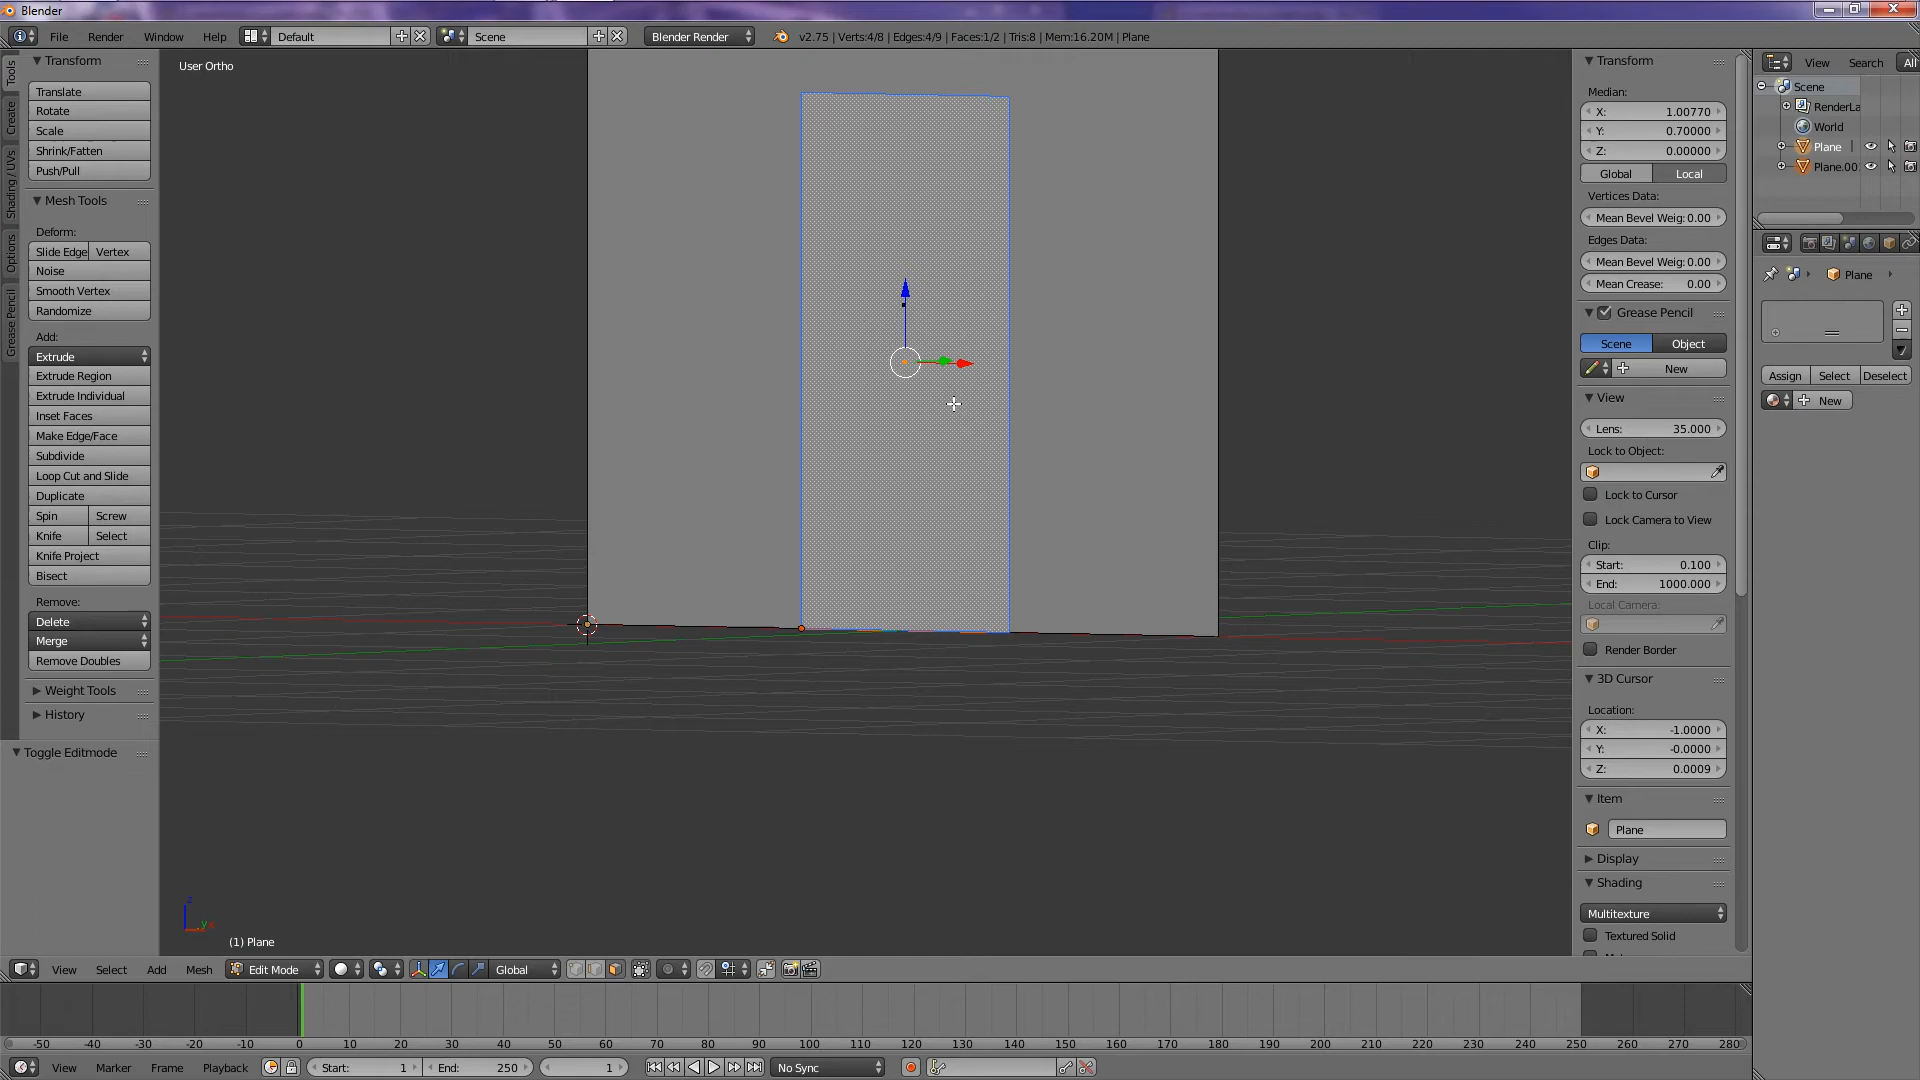 Blender
File Render Window Help Default Scene Blender Render v2.75 | Verts:4/8 | Edges:4/9 | Faces:1/2 | Tris:8 | Mem:16.20M | Plane
Tools
Create
Shading / UVs
Options
Grease Pencil
Transform
Translate
Rotate
Scale
Shrink/Fatten
Push/Pull
Mesh Tools
Deform:
Slide Edge Vertex
Noise
Smooth Vertex
Randomize
Add:
Extrude
Extrude Region
Extrude Individual
Inset Faces
Make Edge/Face
Subdivide
Loop Cut and Slide
Duplicate
Spin Screw
Knife Select
Knife Project
Bisect
Remove:
Delete
Merge
Remove Doubles
Weight Tools
History
Toggle Editmode
User Ortho
z
y x
(1) Plane
Transform
Median:
X: 1.00770
Y: 0.70000
Z: 0.00000
Global Local
Vertices Data:
Mean Bevel Weig: 0.00
Edges Data:
Mean Bevel Weig: 0.00
Mean Crease: 0.00
Grease Pencil
Scene Object
New
View
Lens: 35.000
Lock to Object:
Lock to Cursor
Lock Camera to View
Clip:
Start: 0.100
End: 1000.000
Local Camera:
Render Border
3D Cursor
Location:
X: -1.0000
Y: -0.0000
Z: 0.0009
Item
Plane
Display
Shading
Multitexture
Textured Solid
View Search All
Scene
RenderLa
World
Plane
Plane.00
Plane
Assign Select Deselect
New
View Select Add Mesh Edit Mode Global
-50 -40 -30 -20 -10 0 10 20 30 40 50 60 70 80 90 100 110 120 130 140 150 160 170 180 190 200 210 220 230 240 250 260 270 280
View Marker Frame Playback Start: 1 End: 250 1 No Sync